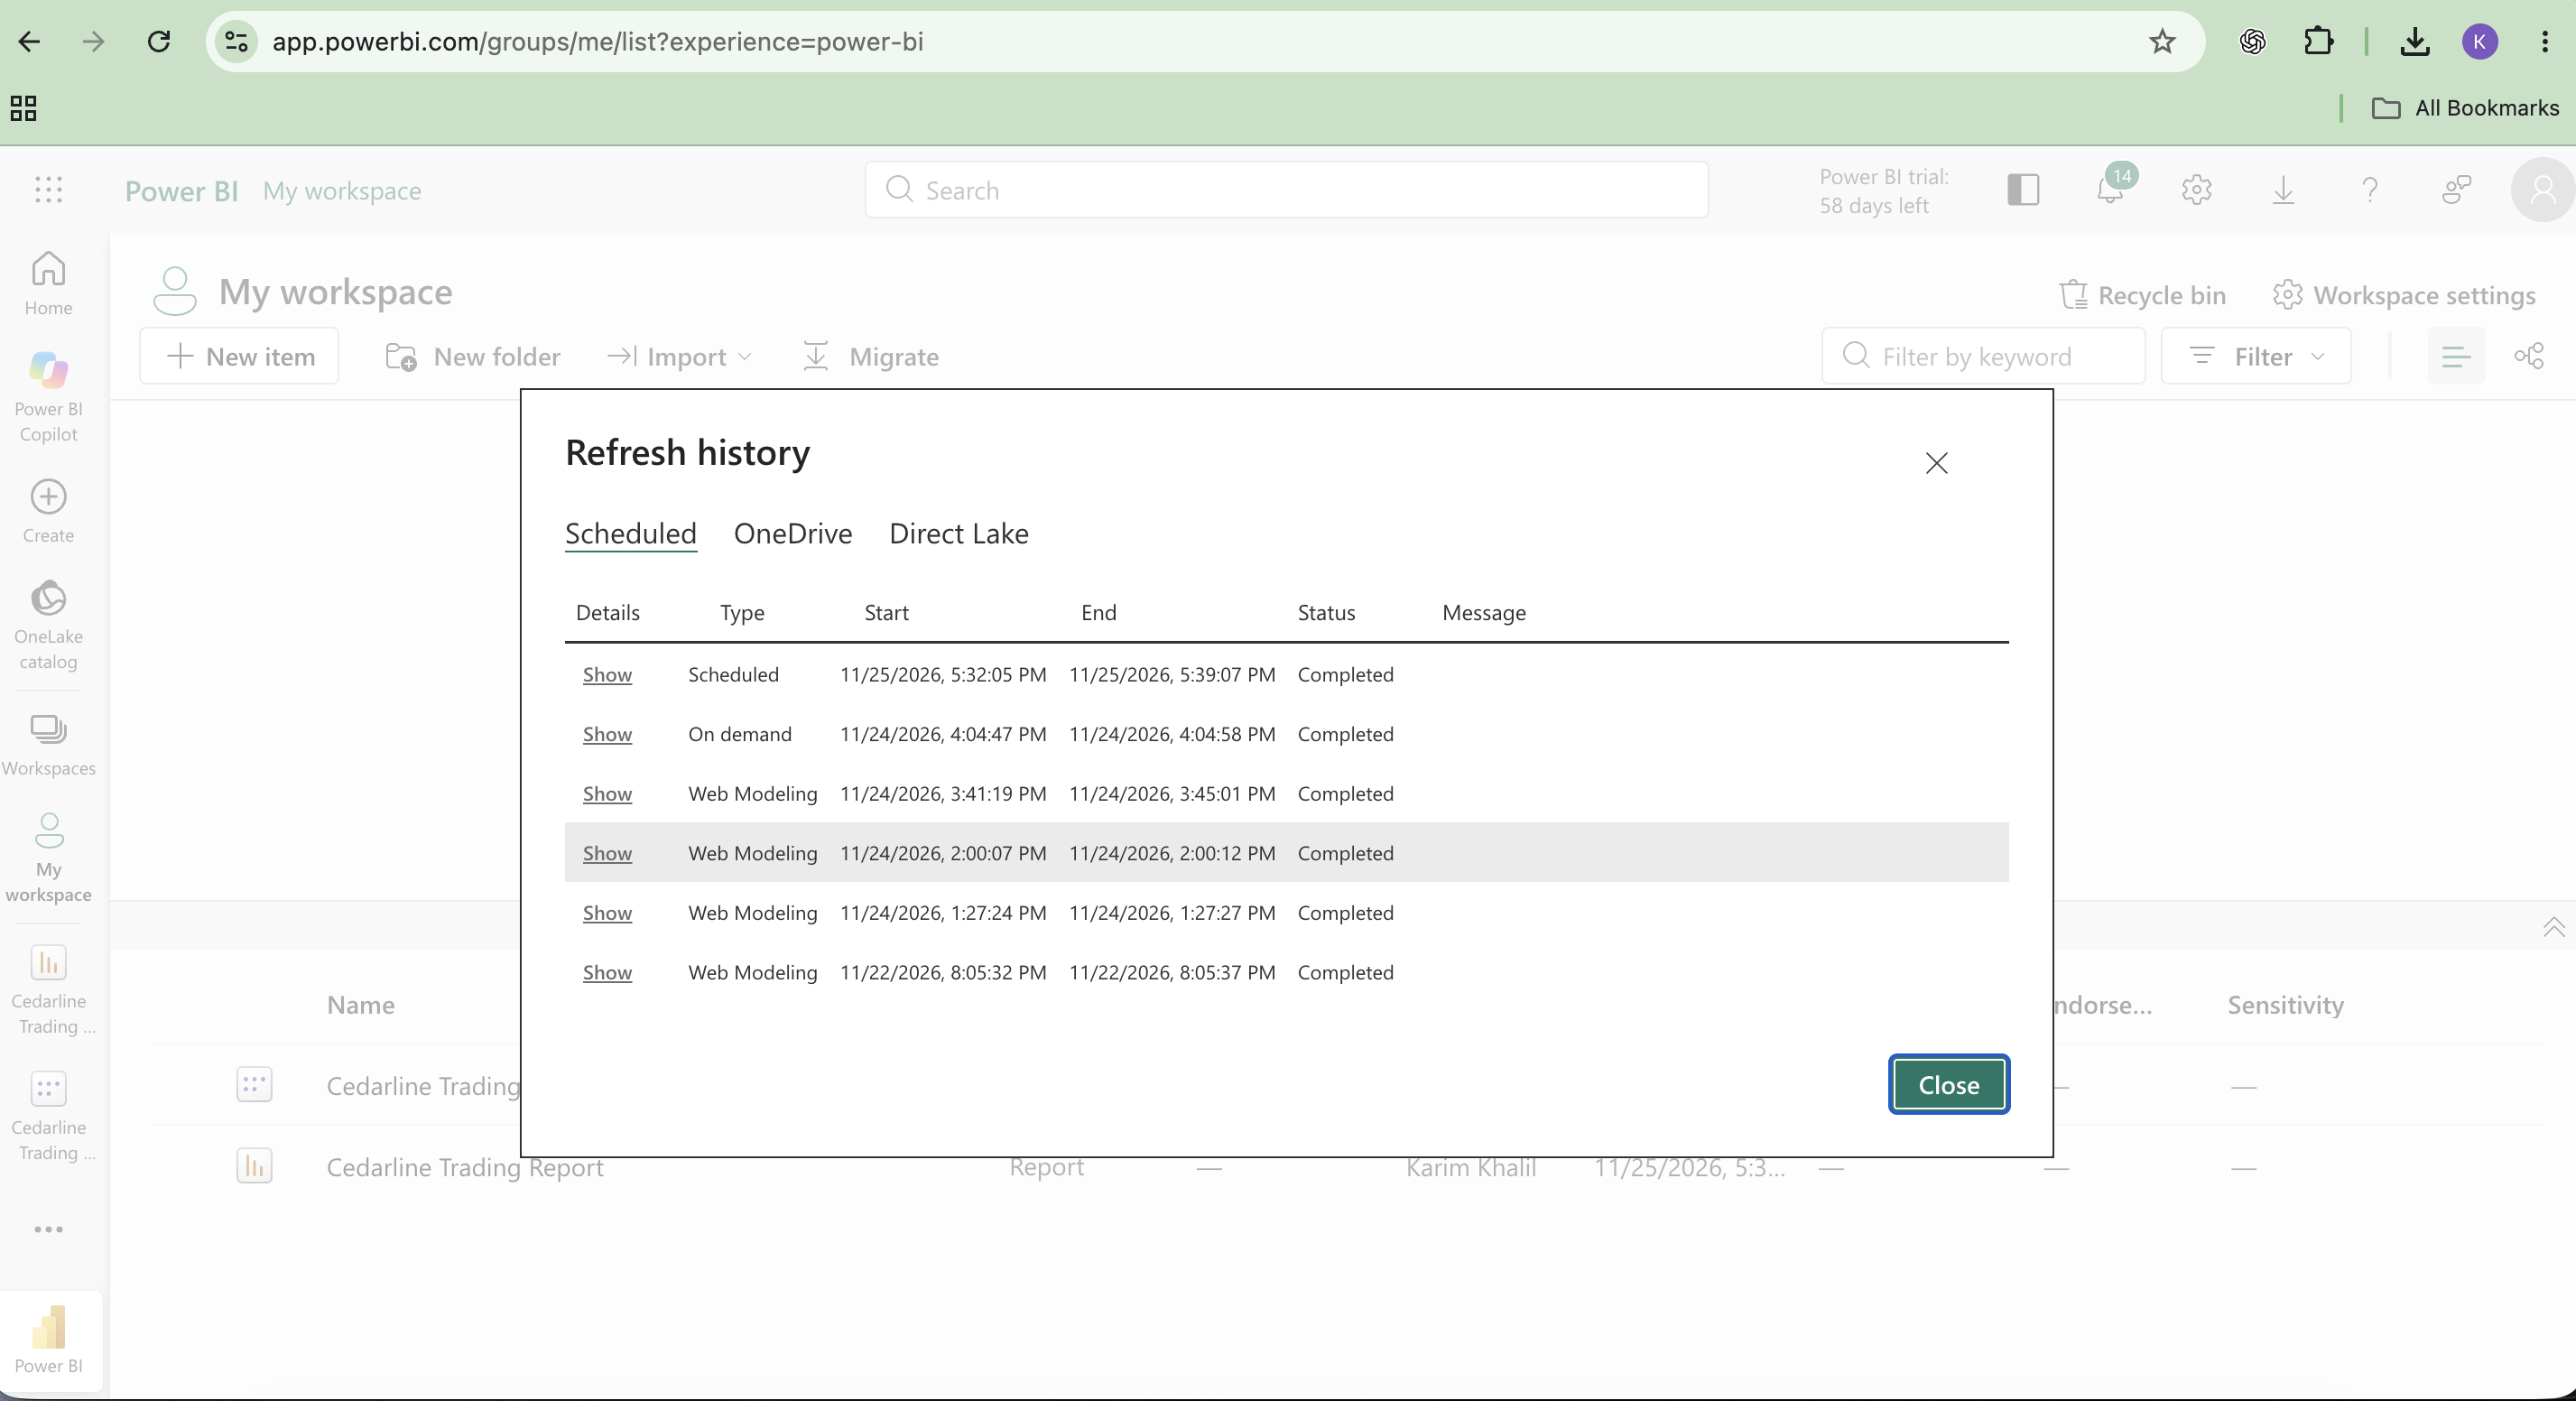 app.powerbi.com/groups/me/list?experience=power-bi
K
All Bookmarks
Power BI My workspace
Search
Power BI trial:
58 days left
14
Home
Power BI
Copilot
Create
OneLake
catalog
Workspaces
My
workspace
Cedarline
Trading ...
Cedarline
Trading ...
Power BI
My workspace
Recycle bin
Workspace settings
New item
New folder
Import
Migrate
Filter by keyword
Filter
Refresh history
Scheduled OneDrive Direct Lake
Details Type Start End Status Message
Show Scheduled 11/25/2026, 5:32:05 PM 11/25/2026, 5:39:07 PM Completed
Show On demand 11/24/2026, 4:04:47 PM 11/24/2026, 4:04:58 PM Completed
Show Web Modeling 11/24/2026, 3:41:19 PM 11/24/2026, 3:45:01 PM Completed
Show Web Modeling 11/24/2026, 2:00:07 PM 11/24/2026, 2:00:12 PM Completed
Show Web Modeling 11/24/2026, 1:27:24 PM 11/24/2026, 1:27:27 PM Completed
Show Web Modeling 11/22/2026, 8:05:32 PM 11/22/2026, 8:05:37 PM Completed
Close
Name ndorse... Sensitivity
Cedarline Trading — —
Cedarline Trading Report Report — Karim Khalil 11/25/2026, 5:3... — — —